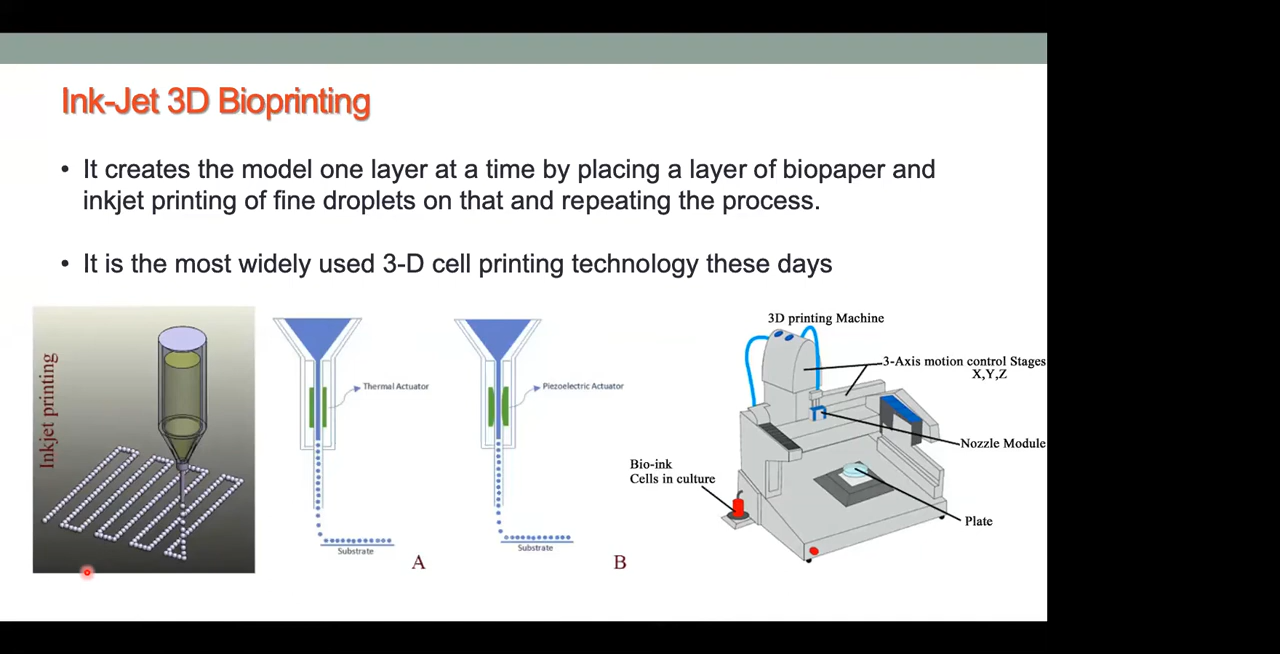 Ink-Jet 3D Bioprinting
• It creates the model one layer at a time by placing a layer of biopaper and
inkjet printing of fine droplets on that and repeating the process.
• It is the most widely used 3-D cell printing technology these days
Inkjet printing
Thermal Actuator
Substrate
A
Piezoelectric Actuator
Substrate
B
3D printing Machine
3-Axis motion control Stages
X,Y,Z
Nozzle Module
Bio-ink
Cells in culture
Plate